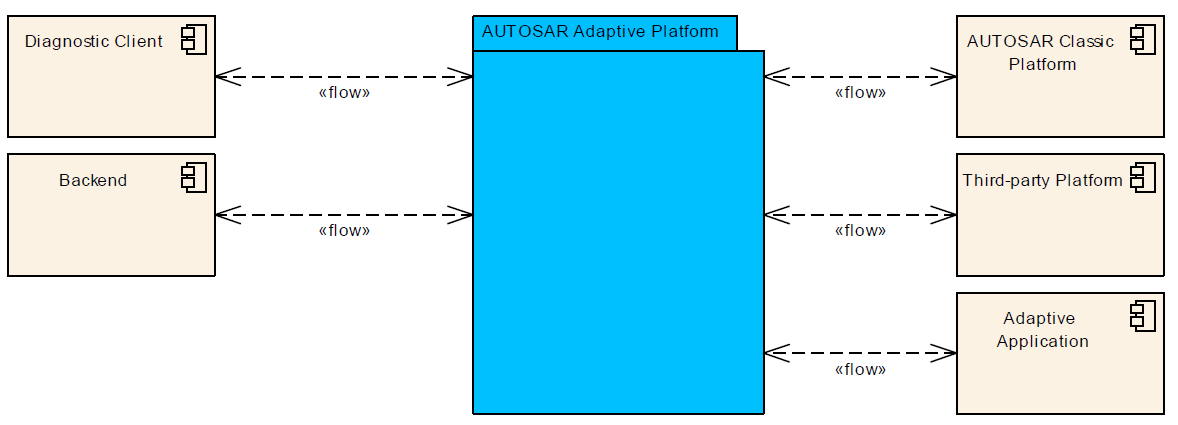 Diagnostic Client
«flow»
Backend
«flow»
AUTOSAR Adaptive Platform
AUTOSAR Classic
Platform
«flow»
Third-party Platform
«flow»
Adaptive
Application
«flow»